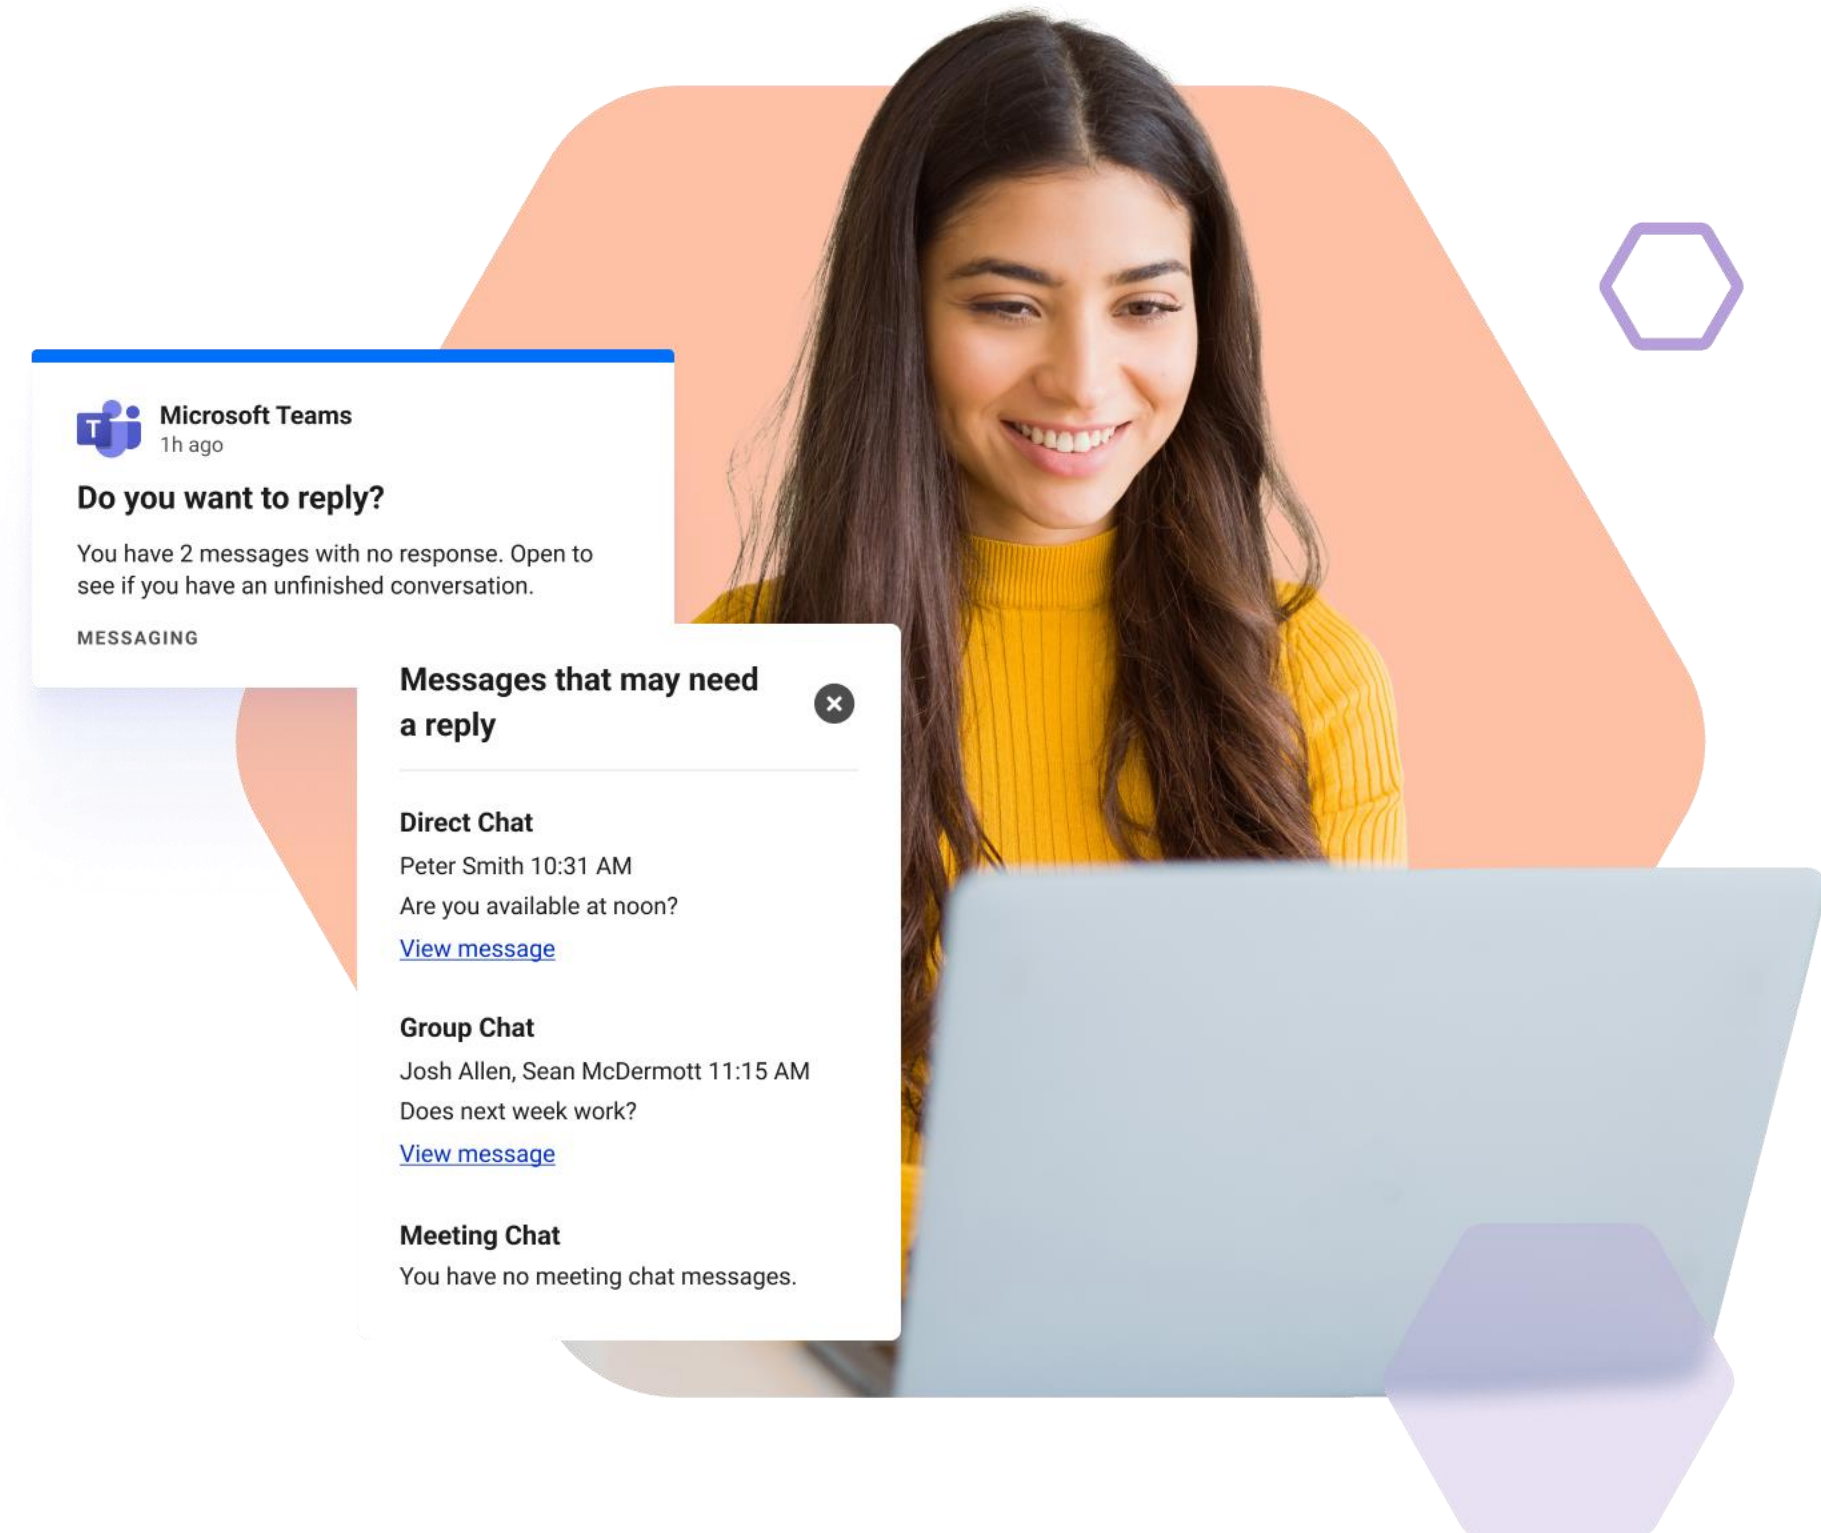 T
Microsoft Teams
1h ago
Do you want to reply?
You have 2 messages with no response. Open to
see if you have an unfinished conversation.
MESSAGING
Messages that may need
a reply
Direct Chat
Peter Smith 10:31 AM
Are you available at noon?
View message
Group Chat
Josh Allen, Sean McDermott 11:15 AM
Does next week work?
View message
Meeting Chat
You have no meeting chat messages.